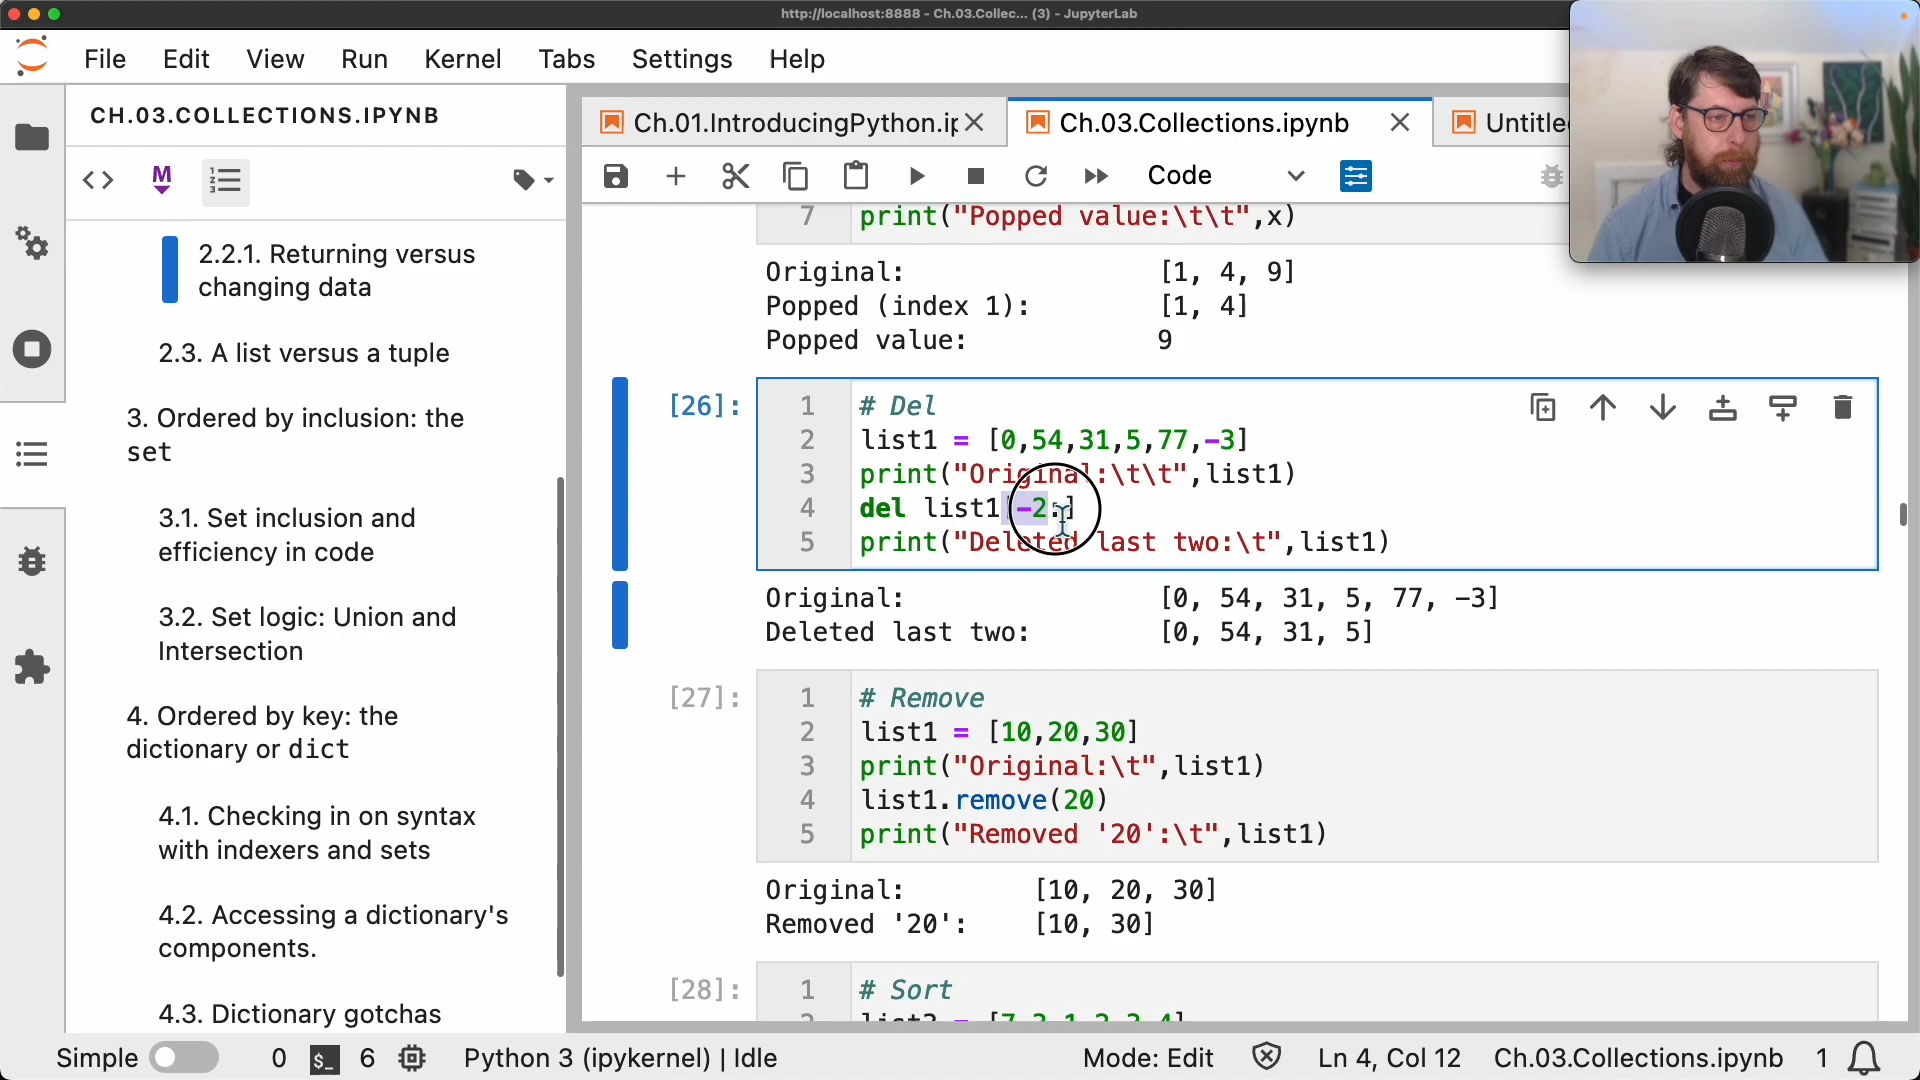 http://localhost:8888 - Ch.03.Collec... (3) - JupyterLab
File Edit View Run Kernel Tabs Settings Help
CH.03.COLLECTIONS.IPYNB
2.2.1. Returning versus
changing data
2.3. A list versus a tuple
3. Ordered by inclusion: the
set
3.1. Set inclusion and
efficiency in code
3.2. Set logic: Union and
Intersection
4. Ordered by key: the
dictionary or dict
4.1. Checking in on syntax
with indexers and sets
4.2. Accessing a dictionary's
components.
4.3. Dictionary gotchas
Ch.01.IntroducingPython.ip Ch.03.Collections.ipynb Untitle
Code
7 print("Popped value:\t\t",x)
Original: [1, 4, 9]
Popped (index 1): [1, 4]
Popped value: 9
[26]:
1 # Del
2 list1 = [0,54,31,5,77,-3]
3 print("Original:\t\t",list1)
4 del list1[-2:]
5 print("Deleted last two:\t",list1)
Original: [0, 54, 31, 5, 77, -3]
Deleted last two: [0, 54, 31, 5]
[27]:
1 # Remove
2 list1 = [10,20,30]
3 print("Original:\t",list1)
4 list1.remove(20)
5 print("Removed '20':\t",list1)
Original: [10, 20, 30]
Removed '20': [10, 30]
[28]:
1 # Sort
2 list2 = [7,3,1,2,3,4]
Simple 0 $_ 6 Python 3 (ipykernel) | Idle Mode: Edit Ln 4, Col 12 Ch.03.Collections.ipynb 1